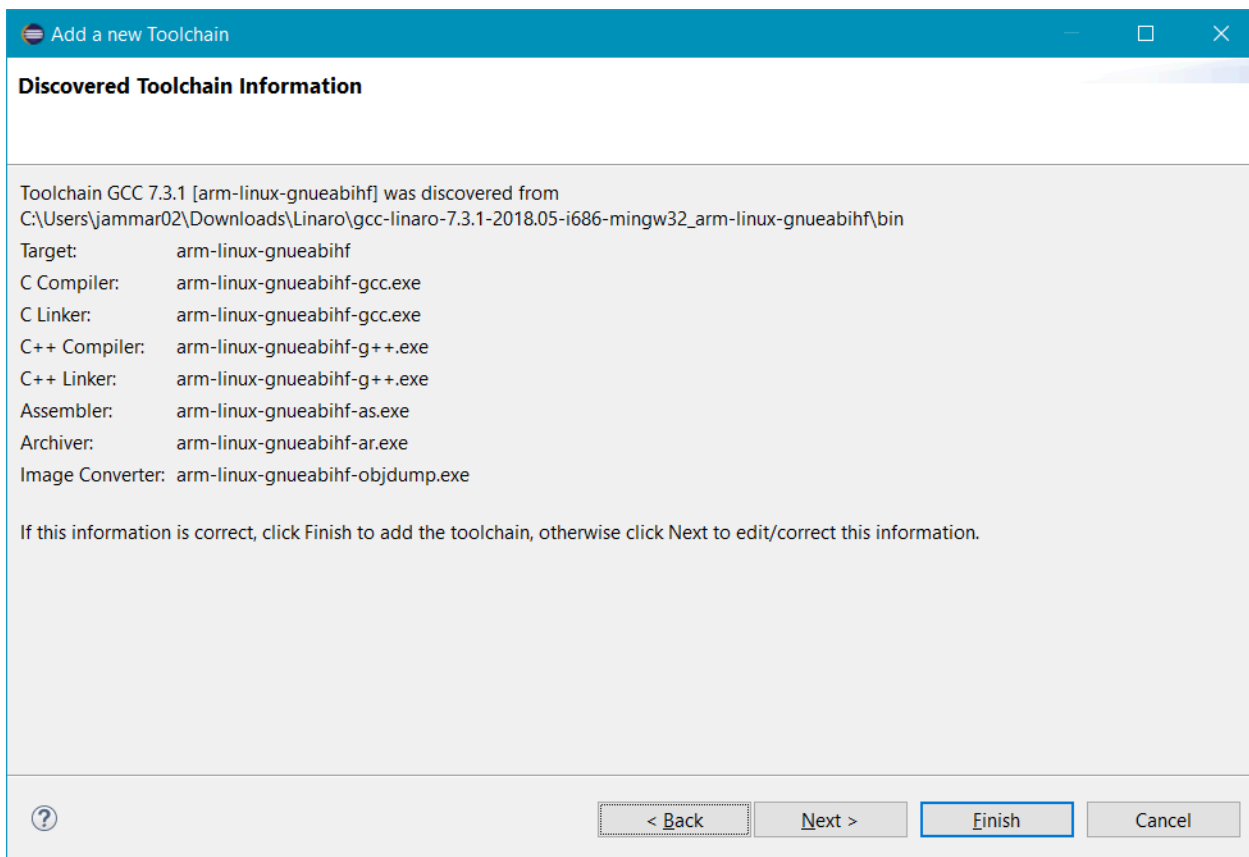 Add a new Toolchain
Discovered Toolchain Information
Toolchain GCC 7.3.1 [arm-linux-gnueabihf] was discovered from
C:\Users\jammar02\Downloads\Linaro\gcc-linaro-7.3.1-2018.05-i686-mingw32_arm-linux-gnueabihf\bin
Target: arm-linux-gnueabihf
C Compiler: arm-linux-gnueabihf-gcc.exe
C Linker: arm-linux-gnueabihf-gcc.exe
C++ Compiler: arm-linux-gnueabihf-g++.exe
C++ Linker: arm-linux-gnueabihf-g++.exe
Assembler: arm-linux-gnueabihf-as.exe
Archiver: arm-linux-gnueabihf-ar.exe
Image Converter: arm-linux-gnueabihf-objdump.exe
If this information is correct, click Finish to add the toolchain, otherwise click Next to edit/correct this information.
? < Back Next > Finish Cancel